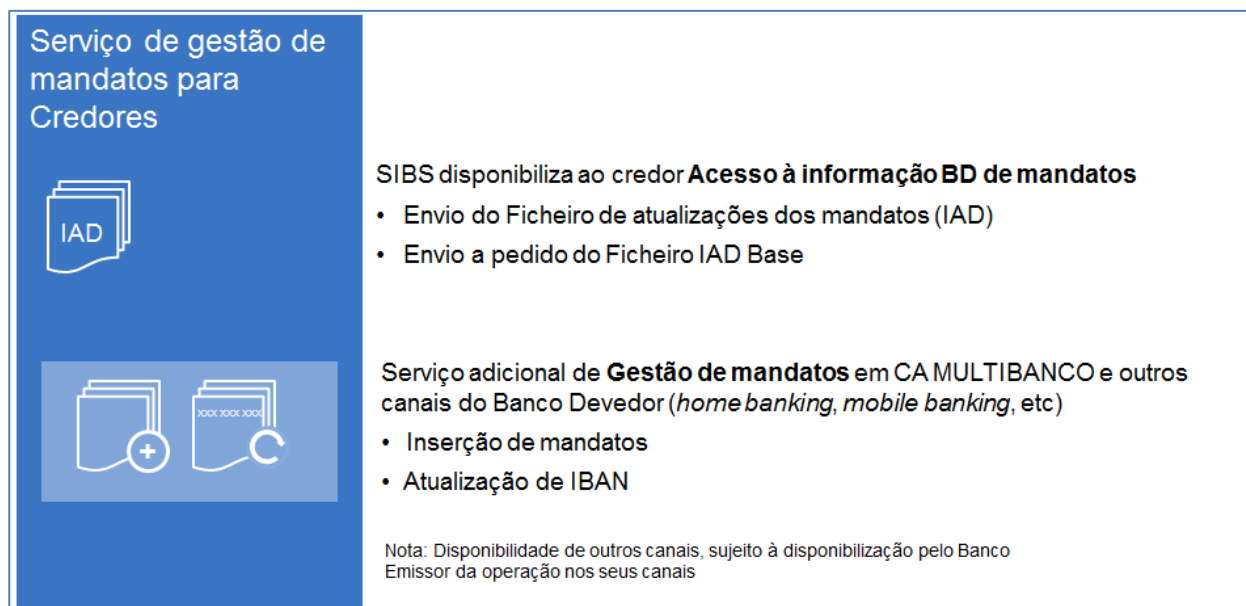 Serviço de gestão de
mandatos para
Credores
IAD
SIBS disponibiliza ao credor Acesso à informação BD de mandatos
• Envio do Ficheiro de atualizações dos mandatos (IAD)
• Envio a pedido do Ficheiro IAD Base
xxx xxx xxx
Serviço adicional de Gestão de mandatos em CA MULTIBANCO e outros
canais do Banco Devedor (home banking, mobile banking, etc)
• Inserção de mandatos
• Atualização de IBAN
Nota: Disponibilidade de outros canais, sujeito à disponibilização pelo Banco
Emissor da operação nos seus canais